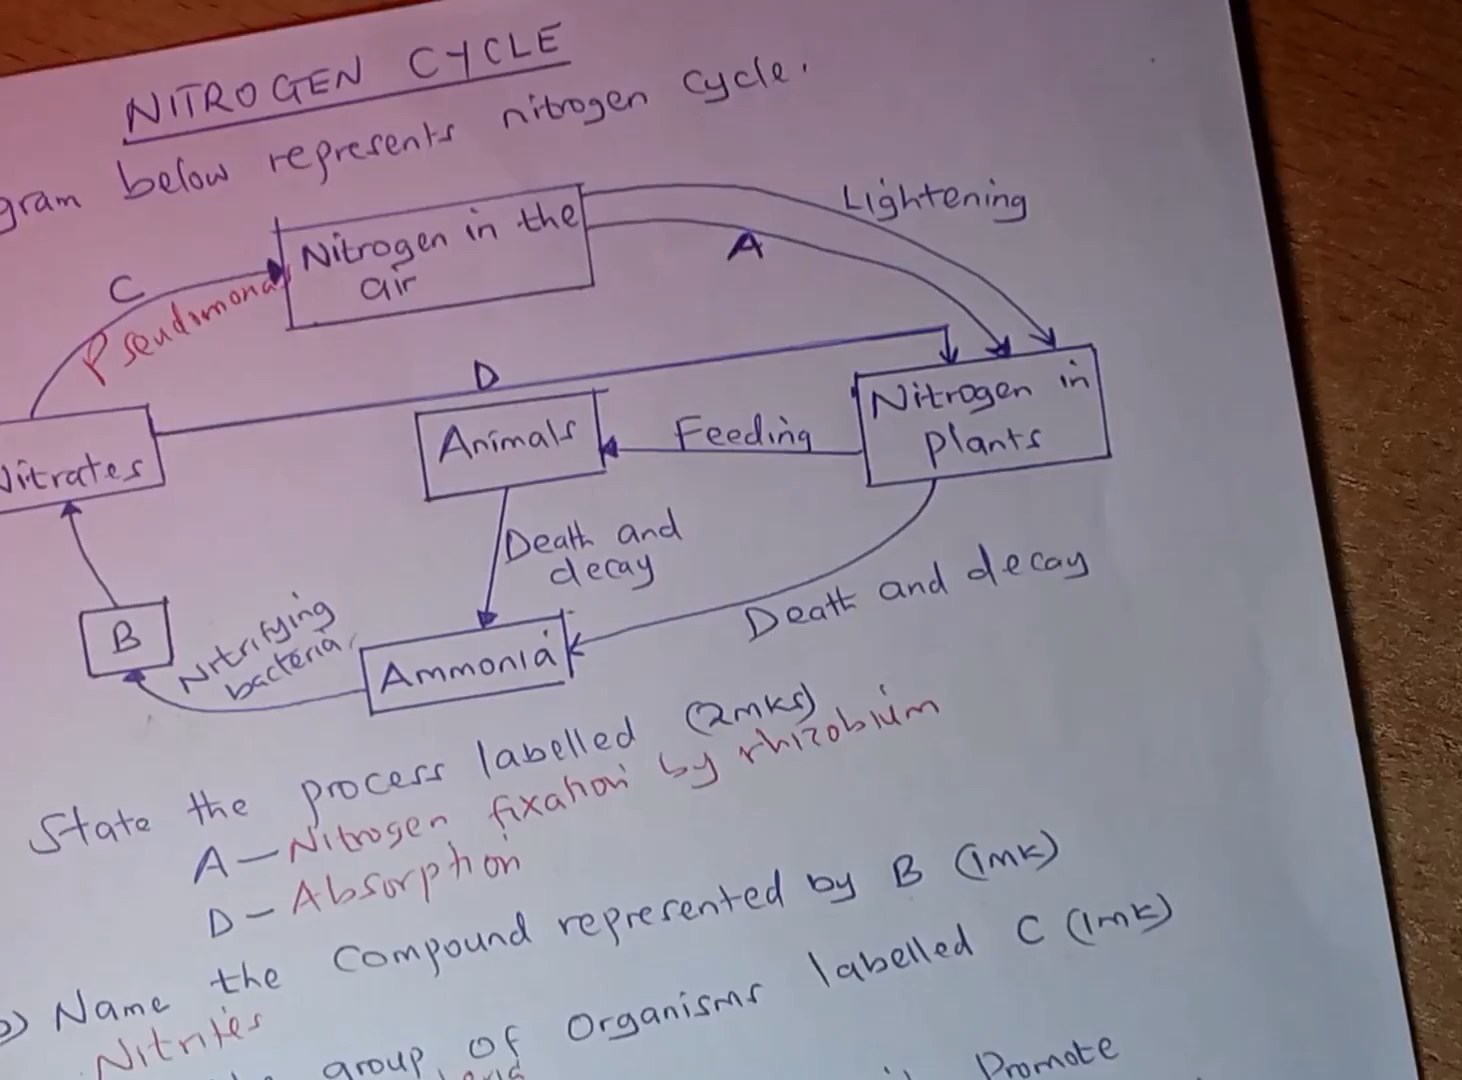 NITROGEN CYCLE
gram below represents nitrogen cycle.
Lightening
A
Nitrogen in the
air
C
Pseudomona
D
Nitrogen in
plants
Feeding
Animals
Nitrates
Death and
decay
Death and decay
B
Nitrifying
bacteria
Ammonia
State the process labelled (2mks)
A - Nitrogen fixation by rhizobium
D - Absorption
b) Name the compound represented by B (1mk)
Nitrites
group of organisms labelled C (1mk)
Promote